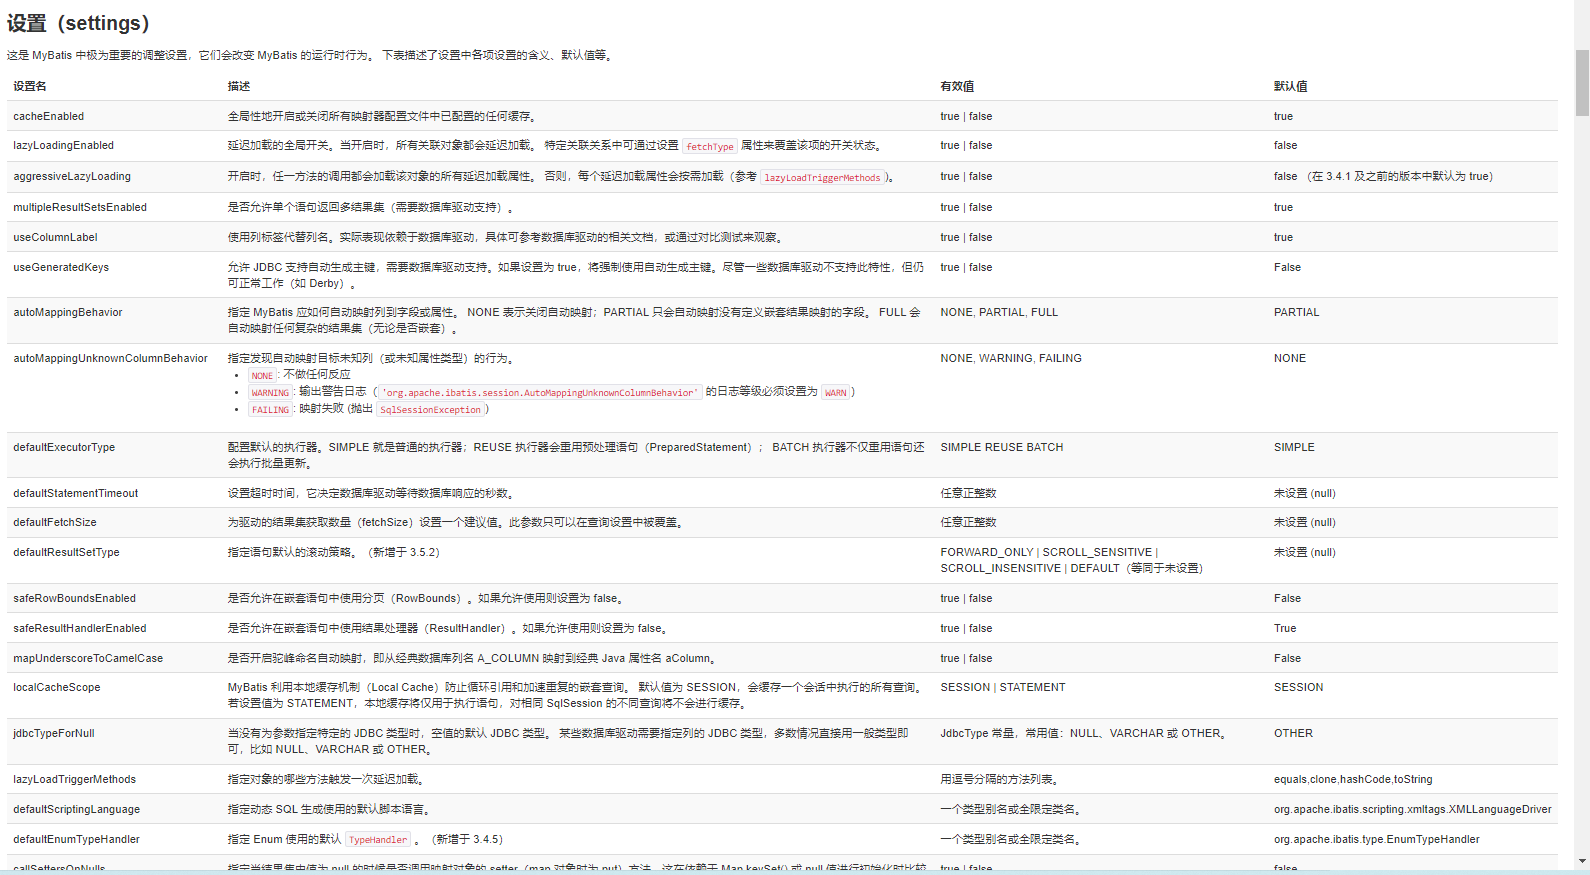 设置（settings）
这是 MyBatis 中极为重要的调整设置，它们会改变 MyBatis 的运行时行为。 下表描述了设置中各项设置的含义、默认值等。
设置名 描述 有效值 默认值
cacheEnabled 全局性地开启或关闭所有映射器配置文件中已配置的任何缓存。 true | false true
lazyLoadingEnabled 延迟加载的全局开关。当开启时，所有关联对象都会延迟加载。 特定关联关系中可通过设置 fetchType 属性来覆盖该项的开关状态。 true | false false
aggressiveLazyLoading 开启时，任一方法的调用都会加载该对象的所有延迟加载属性。 否则，每个延迟加载属性会按需加载（参考 lazyLoadTriggerMethods)。 true | false false （在 3.4.1 及之前的版本中默认为 true）
multipleResultSetsEnabled 是否允许单个语句返回多结果集（需要数据库驱动支持）。 true | false true
useColumnLabel 使用列标签代替列名。实际表现依赖于数据库驱动，具体可参考数据库驱动的相关文档，或通过对比测试来观察。 true | false true
useGeneratedKeys 允许 JDBC 支持自动生成主键，需要数据库驱动支持。如果设置为 true，将强制使用自动生成主键。尽管一些数据库驱动不支持此特性，但仍 true | false False
可正常工作（如 Derby）。
autoMappingBehavior 指定 MyBatis 应如何自动映射列到字段或属性。 NONE 表示关闭自动映射；PARTIAL 只会自动映射没有定义嵌套结果映射的字段。 FULL 会 NONE, PARTIAL, FULL PARTIAL
自动映射任何复杂的结果集（无论是否嵌套）。
autoMappingUnknownColumnBehavior 指定发现自动映射目标未知列（或未知属性类型）的行为。 NONE, WARNING, FAILING NONE
• NONE: 不做任何反应
• WARNING: 输出警告日志（'org.apache.ibatis.session.AutoMappingUnknownColumnBehavior' 的日志等级必须设置为 WARN）
• FAILING: 映射失败 (抛出 SqlSessionException)
defaultExecutorType 配置默认的执行器。SIMPLE 就是普通的执行器；REUSE 执行器会重用预处理语句（PreparedStatement）； BATCH 执行器不仅重用语句还 SIMPLE REUSE BATCH SIMPLE
会执行批量更新。
defaultStatementTimeout 设置超时时间，它决定数据库驱动等待数据库响应的秒数。 任意正整数 未设置 (null)
defaultFetchSize 为驱动的结果集获取数量（fetchSize）设置一个建议值。此参数只可以在查询设置中被覆盖。 任意正整数 未设置 (null)
defaultResultSetType 指定语句默认的滚动策略。（新增于 3.5.2） FORWARD_ONLY | SCROLL_SENSITIVE | 未设置 (null)
SCROLL_INSENSITIVE | DEFAULT（等同于未设置）
safeRowBoundsEnabled 是否允许在嵌套语句中使用分页（RowBounds）。如果允许使用则设置为 false。 true | false False
safeResultHandlerEnabled 是否允许在嵌套语句中使用结果处理器（ResultHandler）。如果允许使用则设置为 false。 true | false True
mapUnderscoreToCamelCase 是否开启驼峰命名自动映射，即从经典数据库列名 A_COLUMN 映射到经典 Java 属性名 aColumn。 true | false False
localCacheScope MyBatis 利用本地缓存机制（Local Cache）防止循环引用和加速重复的嵌套查询。 默认值为 SESSION，会缓存一个会话中执行的所有查询。 SESSION | STATEMENT SESSION
若设置值为 STATEMENT，本地缓存将仅用于执行语句，对相同 SqlSession 的不同查询将不会进行缓存。
jdbcTypeForNull 当没有为参数指定特定的 JDBC 类型时，空值的默认 JDBC 类型。 某些数据库驱动需要指定列的 JDBC 类型，多数情况直接用一般类型即 JdbcType 常量，常用值：NULL、VARCHAR 或 OTHER。 OTHER
可，比如 NULL、VARCHAR 或 OTHER。
lazyLoadTriggerMethods 指定对象的哪些方法触发一次延迟加载。 用逗号分隔的方法列表。 equals,clone,hashCode,toString
defaultScriptingLanguage 指定动态 SQL 生成使用的默认脚本语言。 一个类型别名或全限定类名。 org.apache.ibatis.scripting.xmltags.XMLLanguageDriver
defaultEnumTypeHandler 指定 Enum 使用的默认 TypeHandler 。（新增于 3.4.5） 一个类型别名或全限定类名。 org.apache.ibatis.type.EnumTypeHandler
callSettersOnNulls 指定当结果集中值为 null 的时候是否调用映射对象的 setter（map 对象时为 put）方法，这在依赖于 Map.keySet() 或 null 值进行初始化时比较 true | false false